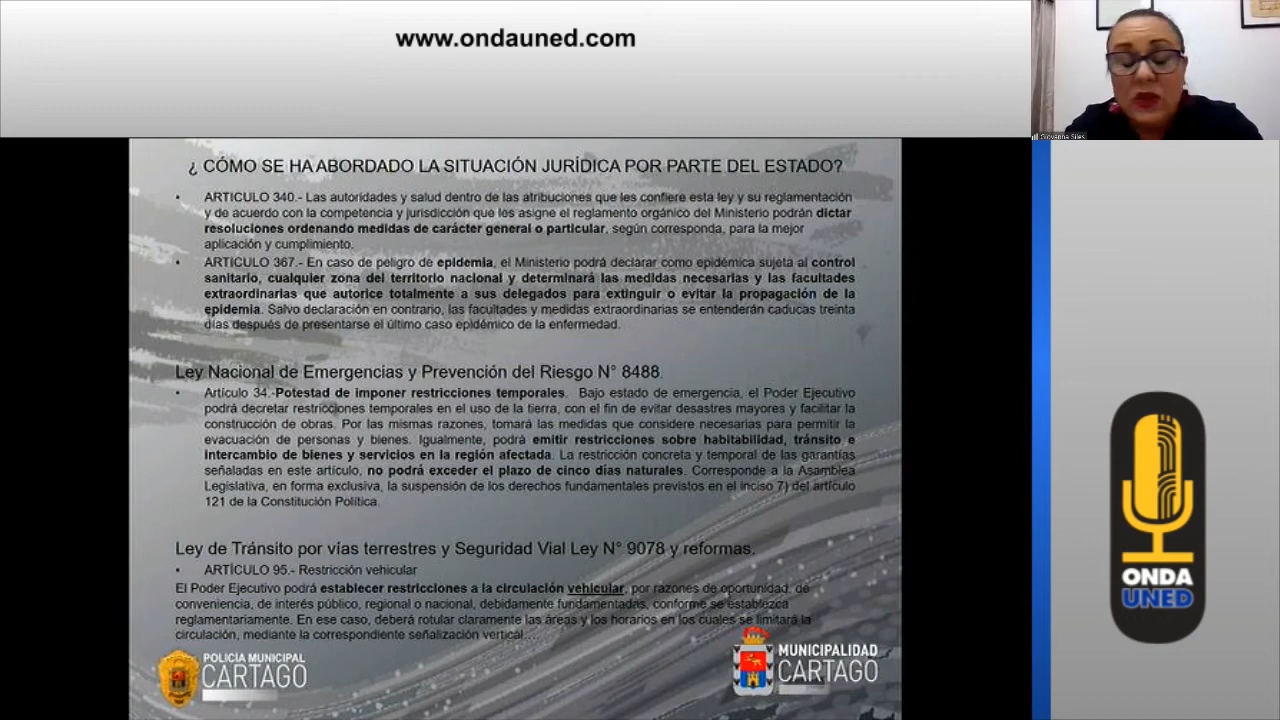 www.ondauned.com
Giovanna Siles
¿ CÓMO SE HA ABORDADO LA SITUACIÓN JURÍDICA POR PARTE DEL ESTADO?
• ARTICULO 340.- Las autoridades y salud dentro de las atribuciones que les confiere esta ley y su reglamentación
y de acuerdo con la competencia y jurisdicción que les asigne el reglamento orgánico del Ministerio podrán dictar
resoluciones ordenando medidas de carácter general o particular, según corresponda, para la mejor
aplicación y cumplimiento.
• ARTICULO 367.- En caso de peligro de epidemia, el Ministerio podrá declarar como epidémica sujeta al control
sanitario, cualquier zona del territorio nacional y determinará las medidas necesarias y las facultades
extraordinarias que autorice totalmente a sus delegados para extinguir o evitar la propagación de la
epidemia. Salvo declaración en contrario, las facultades y medidas extraordinarias se entenderán caducas treinta
días después de presentarse el último caso epidémico de la enfermedad.
Ley Nacional de Emergencias y Prevención del Riesgo N° 8488.
• Artículo 34.-Potestad de imponer restricciones temporales. Bajo estado de emergencia, el Poder Ejecutivo
podrá decretar restricciones temporales en el uso de la tierra, con el fin de evitar desastres mayores y facilitar la
construcción de obras. Por las mismas razones, tomará las medidas que considere necesarias para permitir la
evacuación de personas y bienes. Igualmente, podrá emitir restricciones sobre habitabilidad, tránsito e
intercambio de bienes y servicios en la región afectada. La restricción concreta y temporal de las garantías
señaladas en este artículo, no podrá exceder el plazo de cinco días naturales. Corresponde a la Asamblea
Legislativa, en forma exclusiva, la suspensión de los derechos fundamentales previstos en el inciso 7) del artículo
121 de la Constitución Política.
Ley de Tránsito por vías terrestres y Seguridad Vial Ley N° 9078 y reformas.
• ARTÍCULO 95.- Restricción vehicular
El Poder Ejecutivo podrá establecer restricciones a la circulación vehicular, por razones de oportunidad, de
conveniencia, de interés público, regional o nacional, debidamente fundamentadas, conforme se establezca
reglamentariamente. En ese caso, deberá rotular claramente las áreas y los horarios en los cuales se limitará la
circulación, mediante la correspondiente señalización vertical...
POLICÍA MUNICIPAL
CARTAGO
MUNICIPALIDAD
CARTAGO
ONDA
UNED